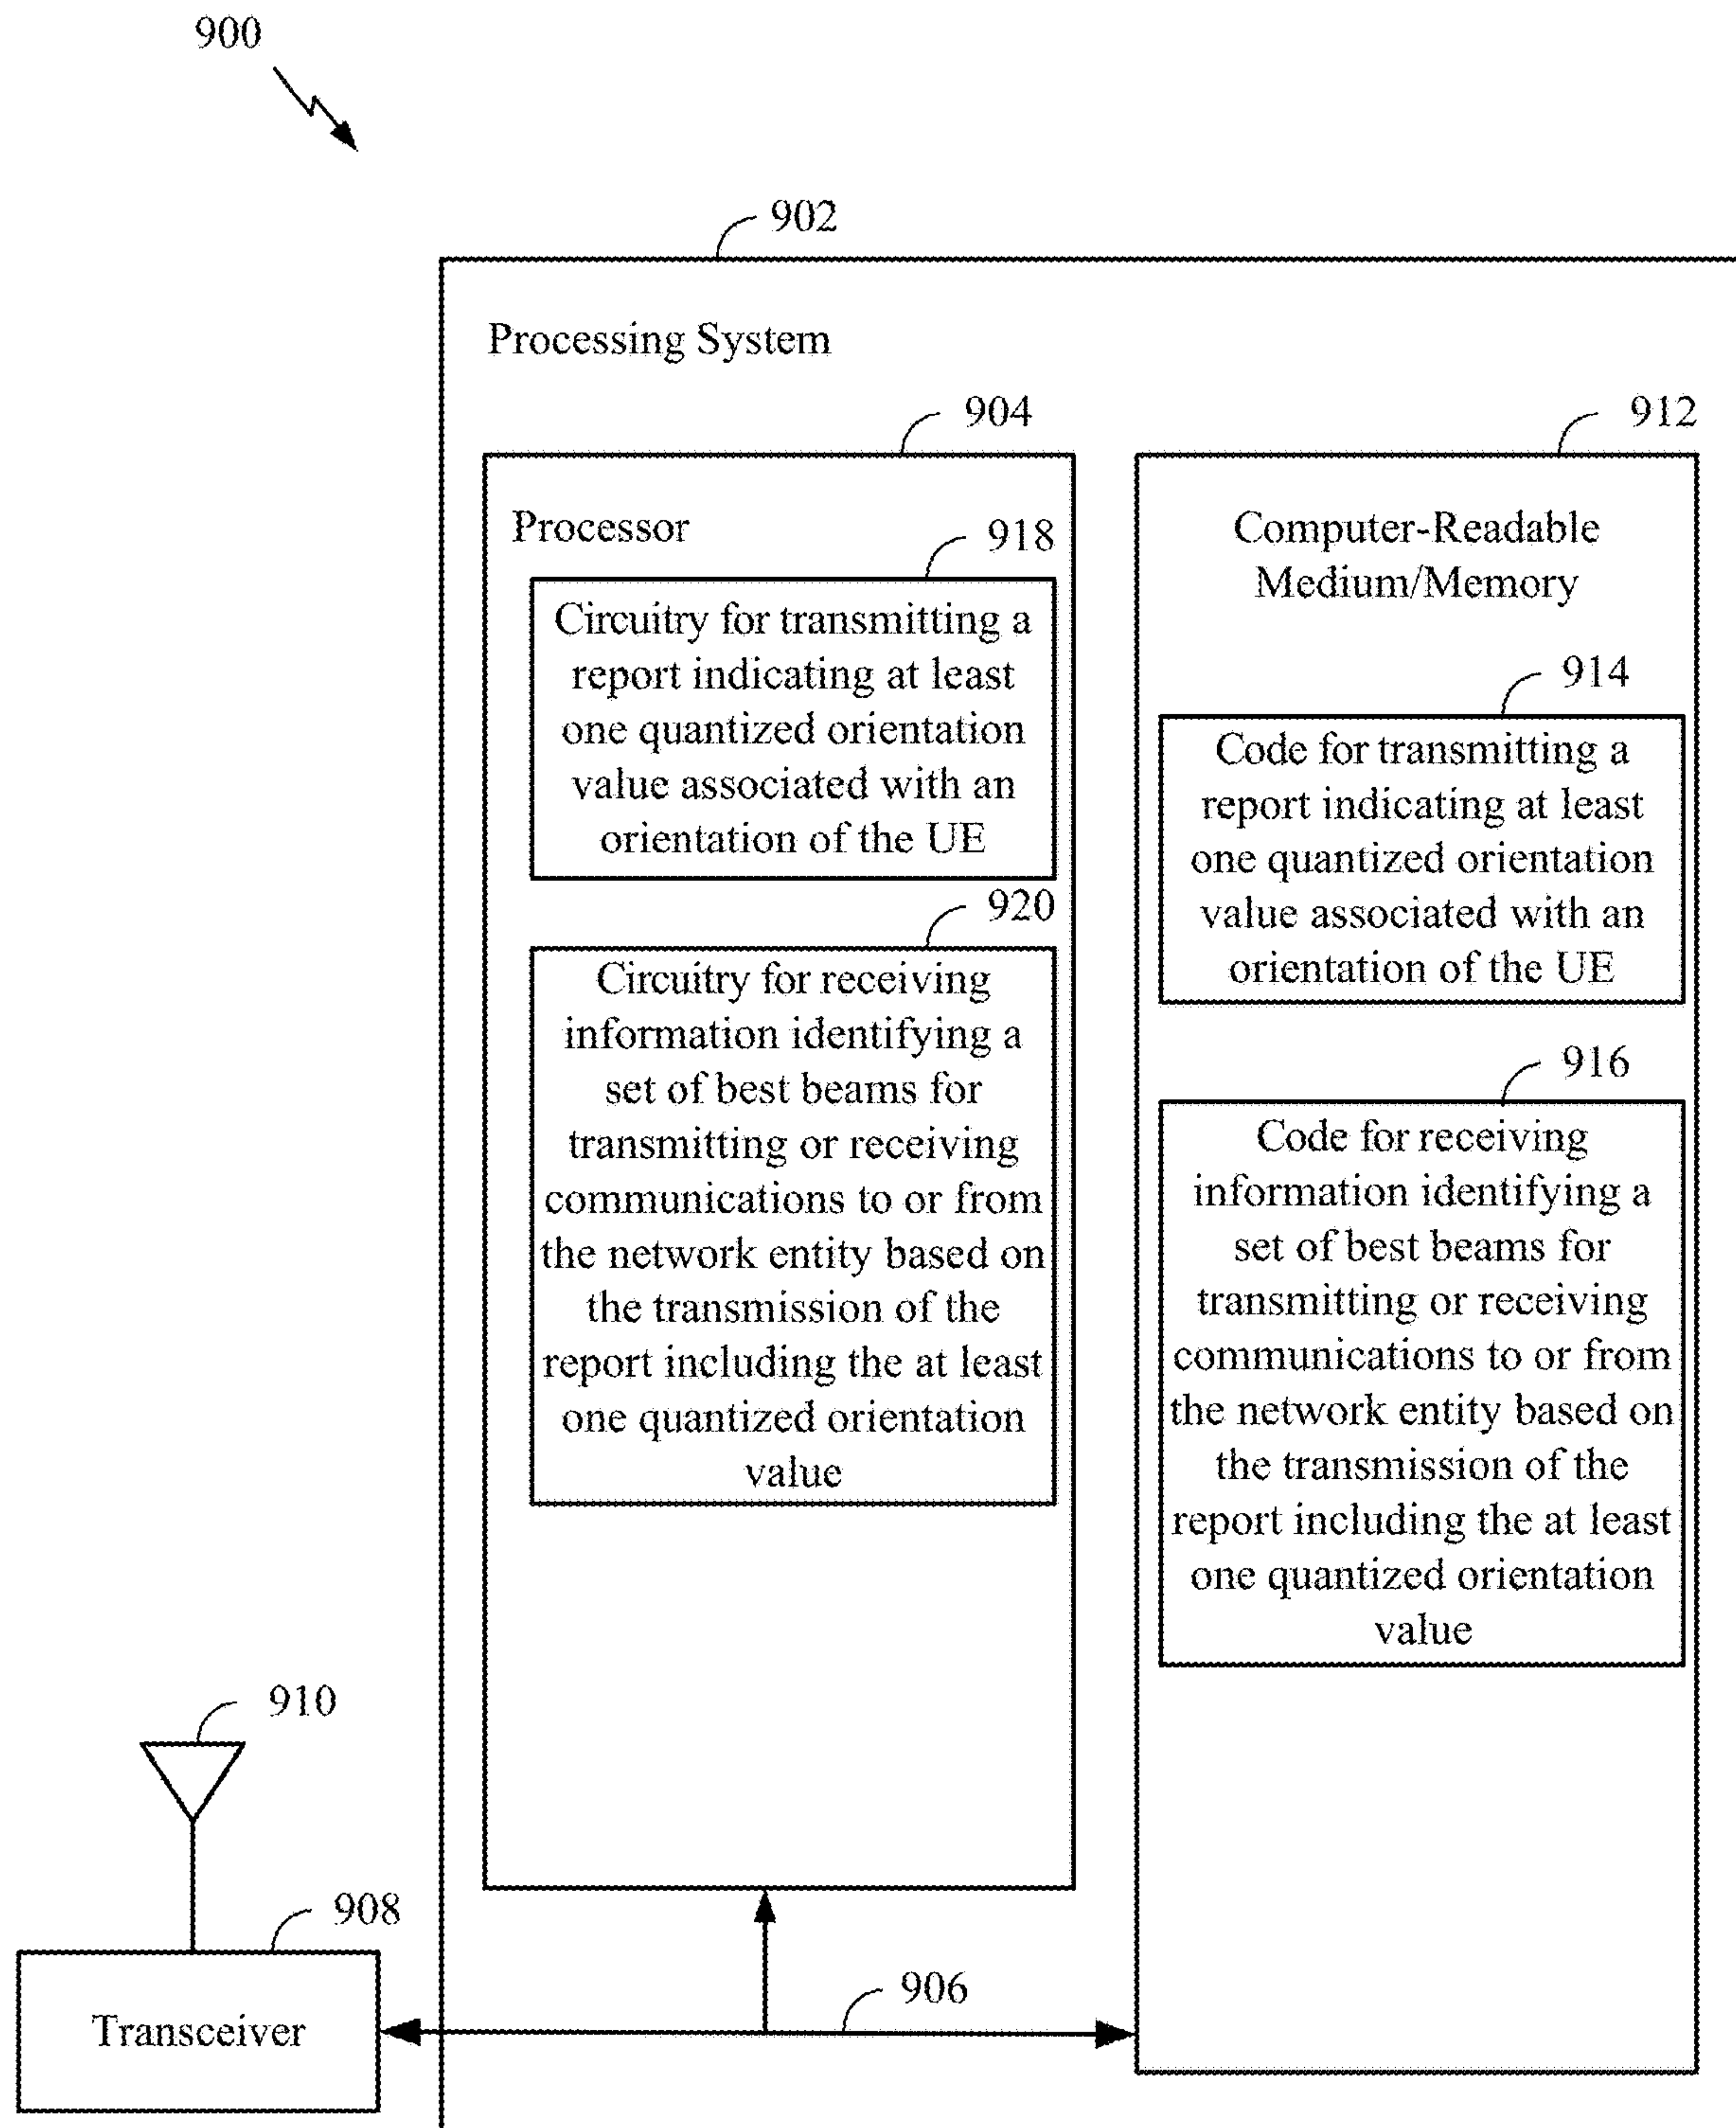 900
902
Processing System
904
Processor
918
Circuitry for transmitting a
report indicating at least
one quantized orientation
value associated with an
orientation of the UE
920
Circuitry for receiving
information identifying a
set of best beams for
transmitting or receiving
communications to or from
the network entity based on
the transmission of the
report including the at least
one quantized orientation
value
912
Computer-Readable
Medium/Memory
914
Code for transmitting a
report indicating at least
one quantized orientation
value associated with an
orientation of the UE
916
Code for receiving
information identifying a
set of best beams for
transmitting or receiving
communications to or from
the network entity based on
the transmission of the
report including the at least
one quantized orientation
value
910
908
Transceiver
906